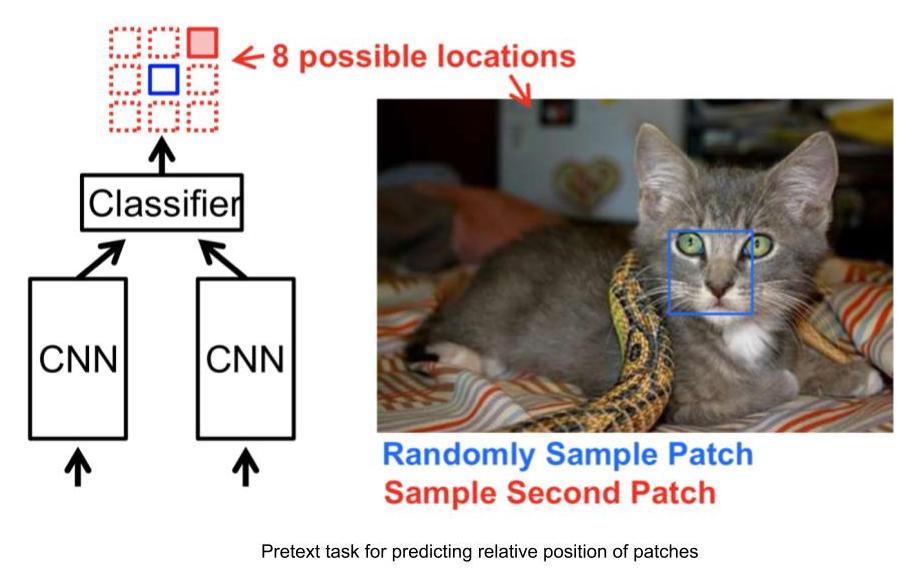 8 possible locations
Classifier
CNN
CNN
Randomly Sample Patch
Sample Second Patch
Pretext task for predicting relative position of patches